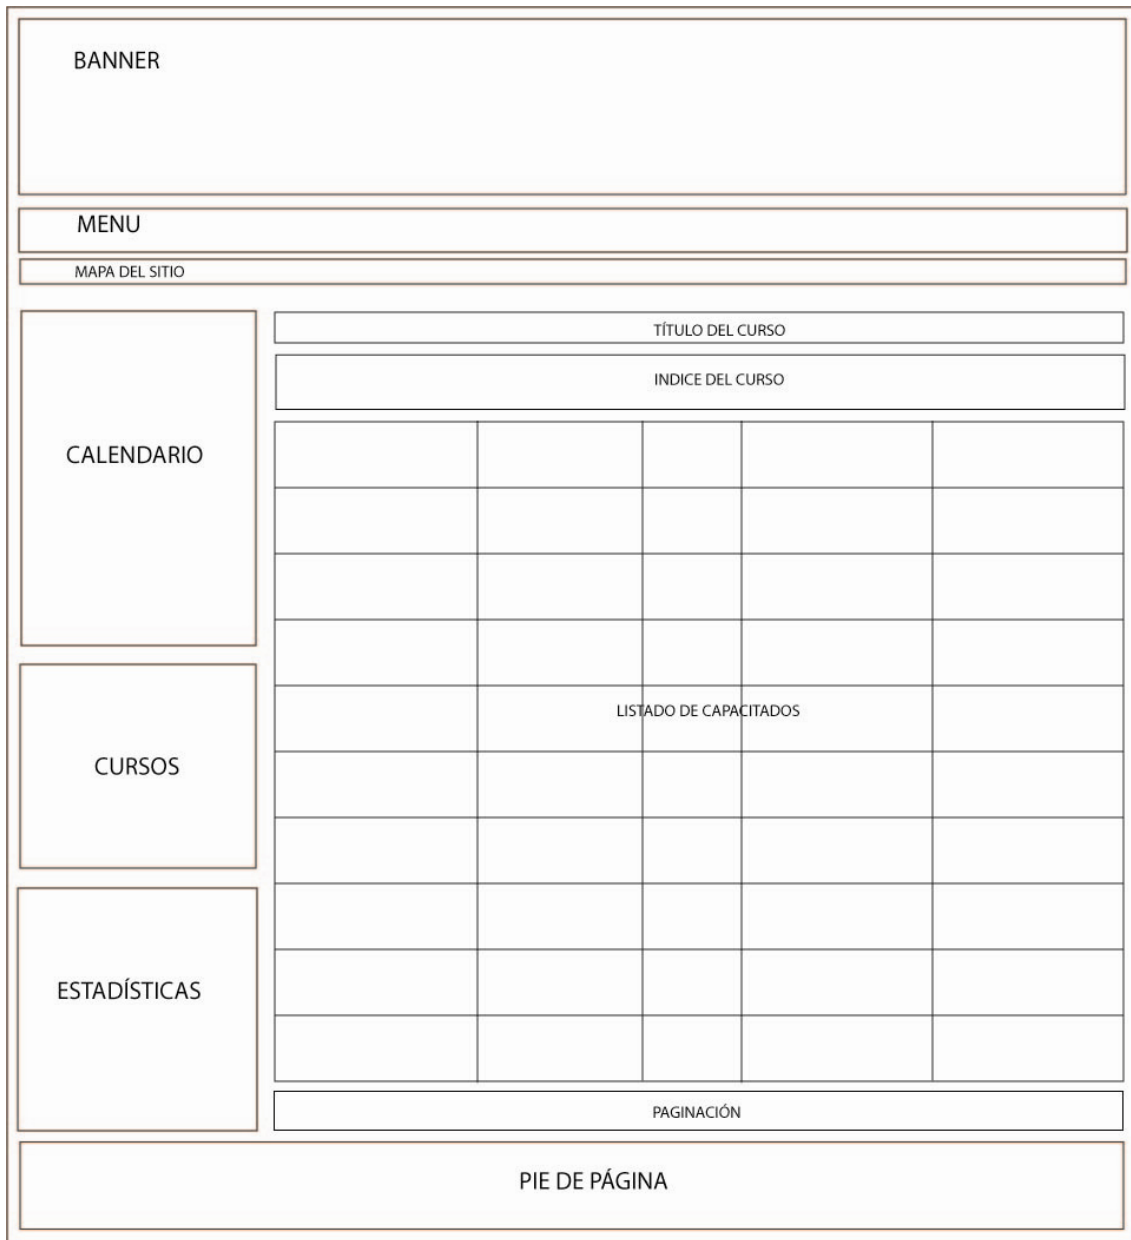 BANNER
MENU
MAPA DEL SITIO
CALENDARIO
CURSOS
ESTADÍSTICAS
TÍTULO DEL CURSO
INDICE DEL CURSO
LISTADO DE CAPACITADOS
PAGINACIÓN
PIE DE PÁGINA